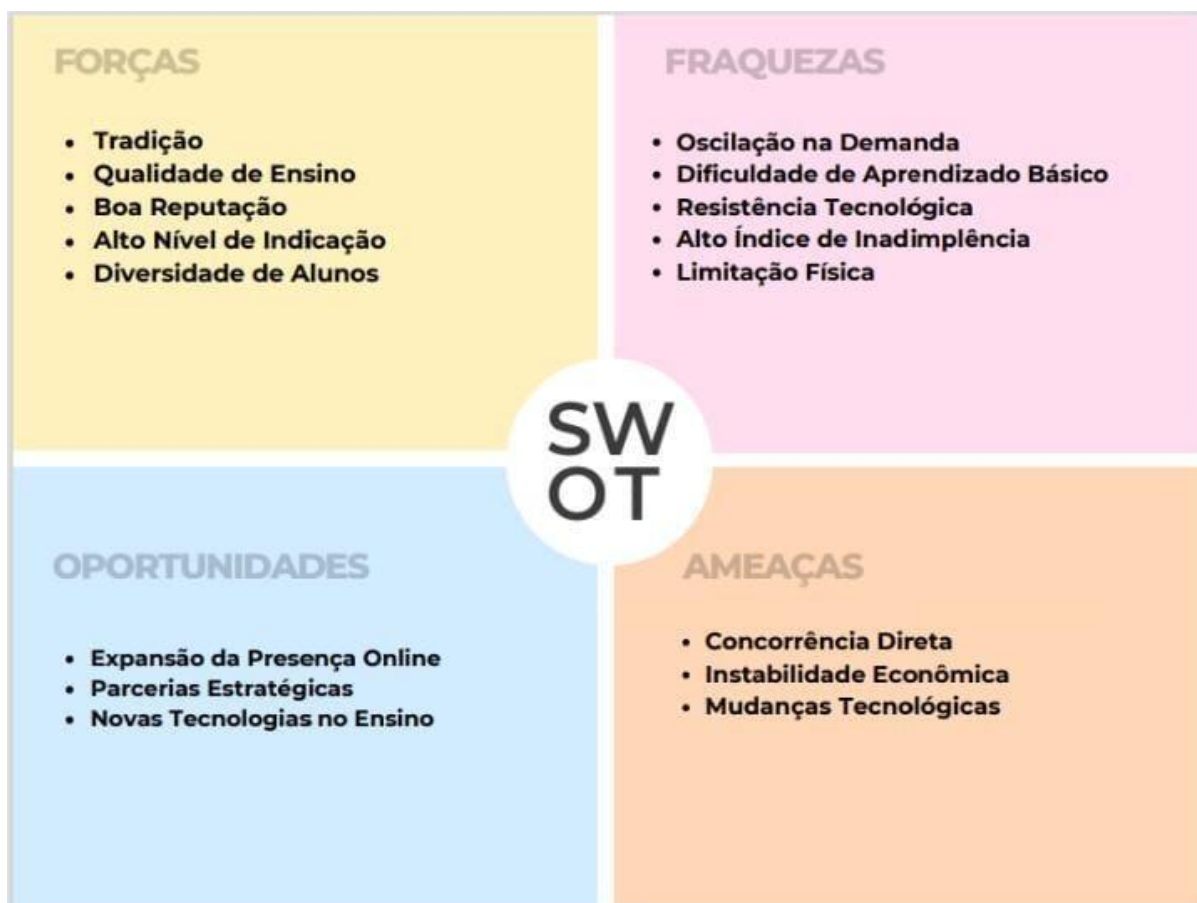 FORÇAS
• Tradição
• Qualidade de Ensino
• Boa Reputação
• Alto Nível de Indicação
• Diversidade de Alunos
FRAQUEZAS
• Oscilação na Demanda
• Dificuldade de Aprendizado Básico
• Resistência Tecnológica
• Alto Índice de Inadimplência
• Limitação Física
SW
OT
OPORTUNIDADES
• Expansão da Presença Online
• Parcerias Estratégicas
• Novas Tecnologias no Ensino
AMEAÇAS
• Concorrência Direta
• Instabilidade Econômica
• Mudanças Tecnológicas